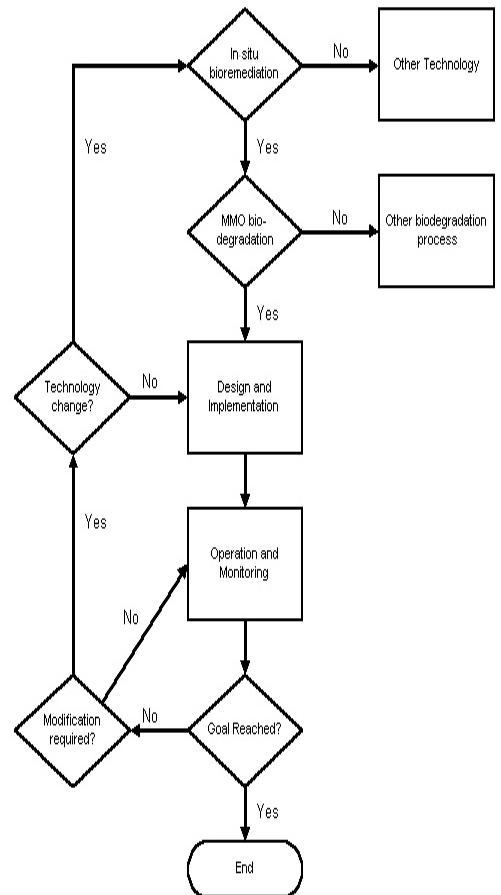 In-situ
bioremediation
No
Other Technology
Yes
Yes
MMO bio-
degradation
No
Other biodegradation
process
Yes
Technology
change?
No
Design and
Implementation
Yes
Operation and
Monitoring
No
Modification
required?
No
Goal Reached?
Yes
End